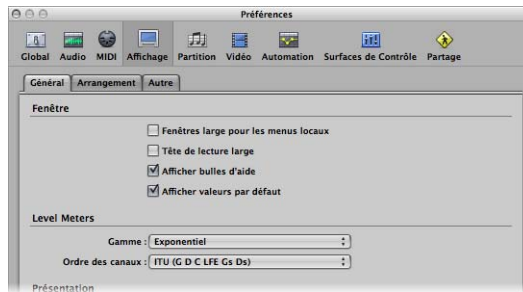 Préférences
Global Audio MIDI Affichage Partition Vidéo Automation Surfaces de Contrôle Partage
Général Arrangement Autre
Fenêtre
Fenêtres large pour les menus locaux
Tête de lecture large
Afficher bulles d'aide
Afficher valeurs par défaut
Level Meters
Gamme : Exponentiel
Ordre des canaux : ITU (G D C LFE Gs Ds)
Présentation